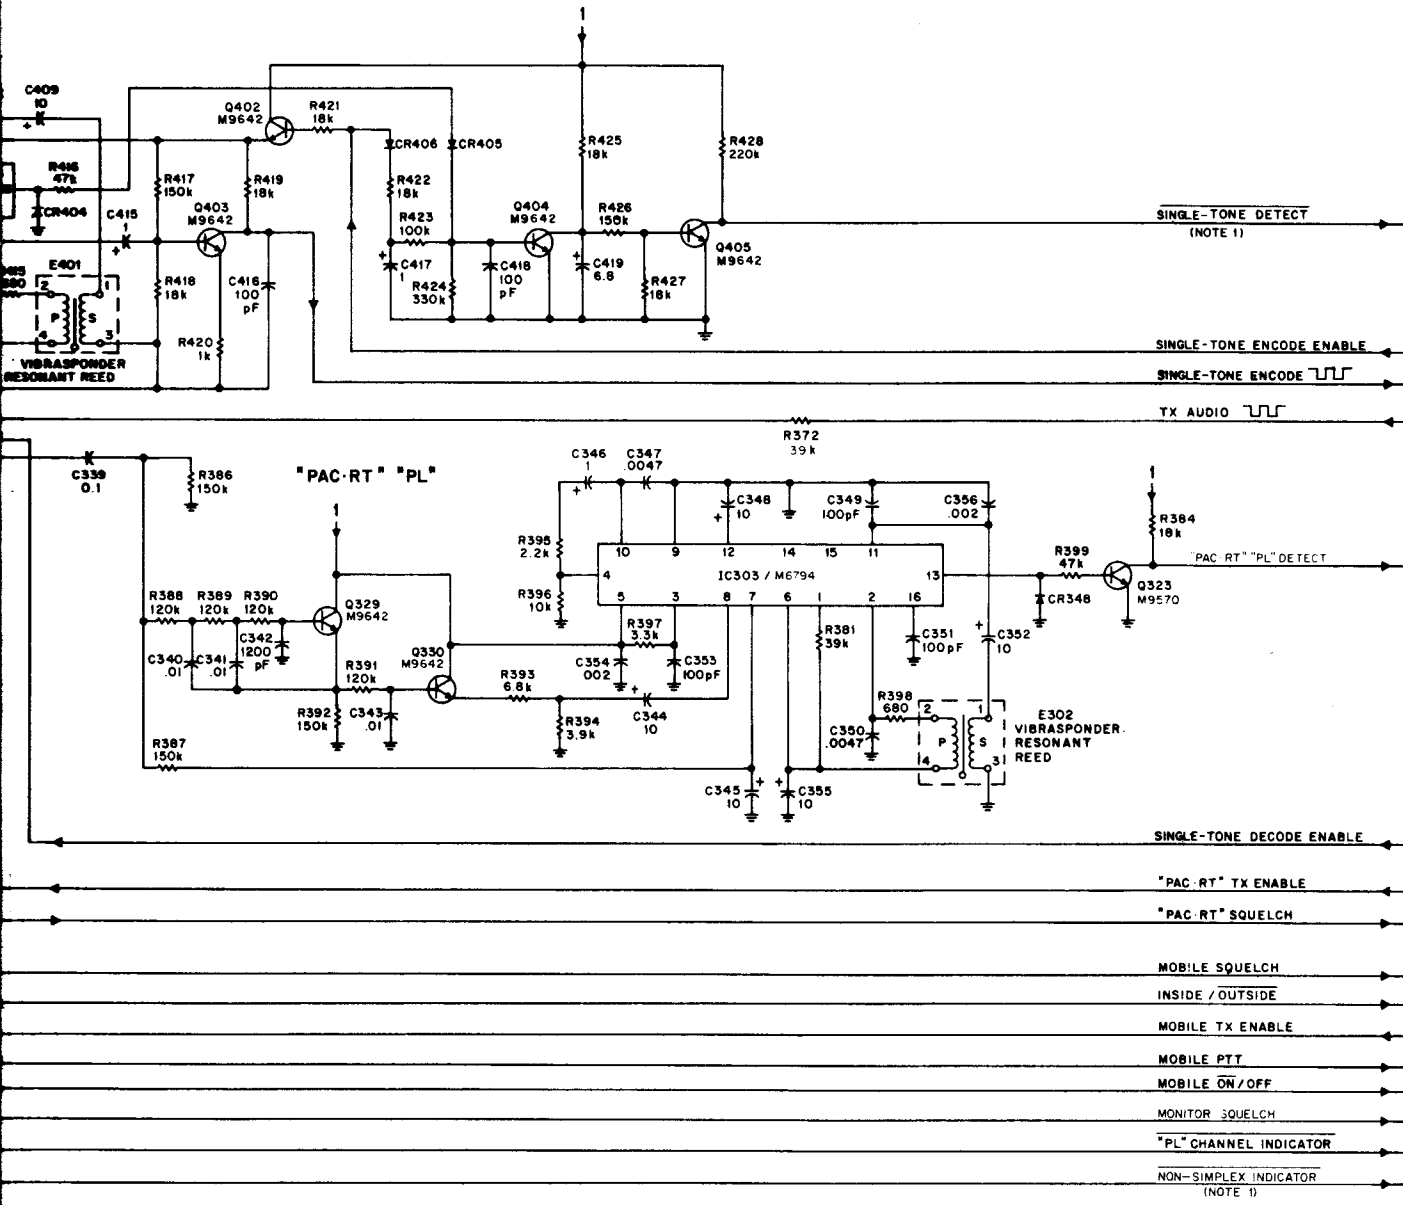 1
C409
10
+
Q402
M9642
R421
18k
CR406
CR405
R425
18k
R428
220k
R416
47k
R417
150k
R419
18k
R422
18k
CR404
C415
1
+
Q403
M9642
R423
100k
Q404
M9642
R426
150k
Q405
M9642
SINGLE-TONE DETECT
(NOTE 1)
E401
2
1
P
S
4
3
R418
18k
C416
100
pF
+
C417
1
R424
330k
C418
100
pF
+
C419
6.8
R427
18k
R420
1k
VIBRASPONDER
RESONANT REED
SINGLE-TONE ENCODE ENABLE
SINGLE-TONE ENCODE
TX AUDIO
R372
39k
C339
0.1
R386
150k
"PAC·RT" "PL"
1
C346
1
+
C347
.0047
C348
10
+
C349
100pF
C356
.002
1
R384
18k
R395
2.2k
10
9
12
14
15
11
4
IC303 / M6794
13
5
3
8
7
6
1
2
16
R399
47k
"PAC·RT" "PL" DETECT
Q323
M9570
CR348
R396
10k
R388
120k
R389
120k
R390
120k
Q329
M9642
C342
1200
pF
C340
.01
C341
.01
R397
3.3k
R381
39k
C351
100pF
+
C352
10
Q330
M9642
R391
120k
C354
002
C353
100pF
R393
6.8k
R392
150k
C343
.01
R394
3.9k
+
C344
10
R398
680
C350
.0047
2
1
P
S
4
3
E302
VIBRASPONDER
RESONANT
REED
R387
150k
C345
10
+
C355
10
+
SINGLE-TONE DECODE ENABLE
"PAC·RT" TX ENABLE
"PAC·RT" SQUELCH
MOBILE SQUELCH
INSIDE / OUTSIDE
MOBILE TX ENABLE
MOBILE PTT
MOBILE ON/OFF
MONITOR SQUELCH
"PL" CHANNEL INDICATOR
NON-SIMPLEX INDICATOR
(NOTE 1)